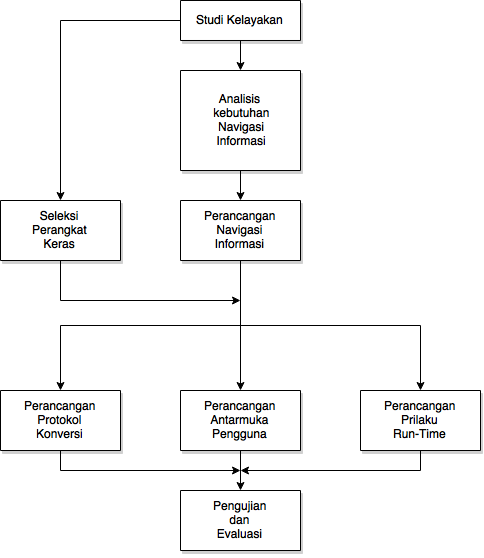 Studi Kelayakan
Analisis
kebutuhan
Navigasi
Informasi
Seleksi
Perangkat
Keras
Perancangan
Navigasi
Informasi
Perancangan
Protokol
Konversi
Perancangan
Antarmuka
Pengguna
Perancangan
Prilaku
Run-Time
Pengujian
dan
Evaluasi